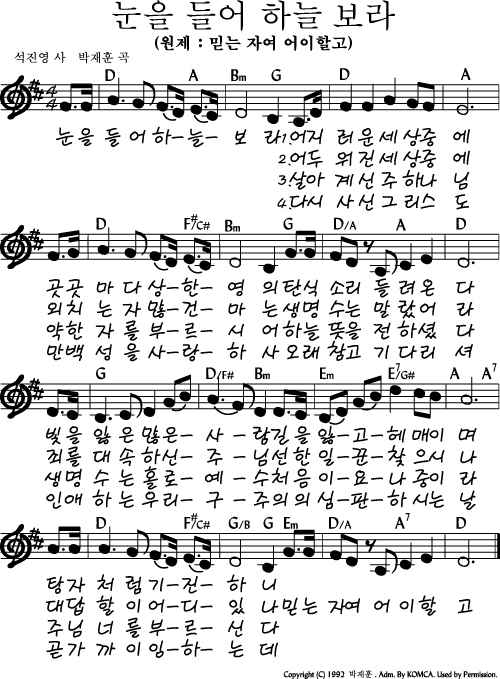 눈을 들어 하늘 보라
(원제 : 믿는 자여 어이할고)
석진영 사 박재훈 곡
D A Bm G D A
눈을들어하-늘- 보 라1.어지 러운세상중 에
2.어두 워진세상중 에
3.살아 계신주하나 님
4.다시 사신그리스 도
D F#/C# Bm G D/A A D
곳곳 마다상-한- 영 의탄식 소리 들려온 다
외치 는자많-건- 마 는생명 수는 말랐어 라
악한 자를부-르- 시 어하늘 뜻을 전하셨 다
만백 성을사-랑- 하 사오래 참고 기다리 셔
G D/F# Bm Em E7/G# A A7
빛을 잃은많은- 사- 람길을잃-고-헤매이 며
죄를 대속하신- 주- 님선한일-꾼-찾으시 나
생명 수는홀로- 예- 수처음이-요-나중이 라
인애 하는우리- 구- 주의의심-판-하시는 날
D F#/C# G/B G Em D/A A7 D
탕자 처럼기-진- 하 니
대답 할이어-디- 있 나믿는 자여어이할 고
주님 너를부-르- 신 다
곧가 까이임-하- 는 데
Copyright (C) 1992 박재훈 . Adm. By KOMCA. Used by Permission.